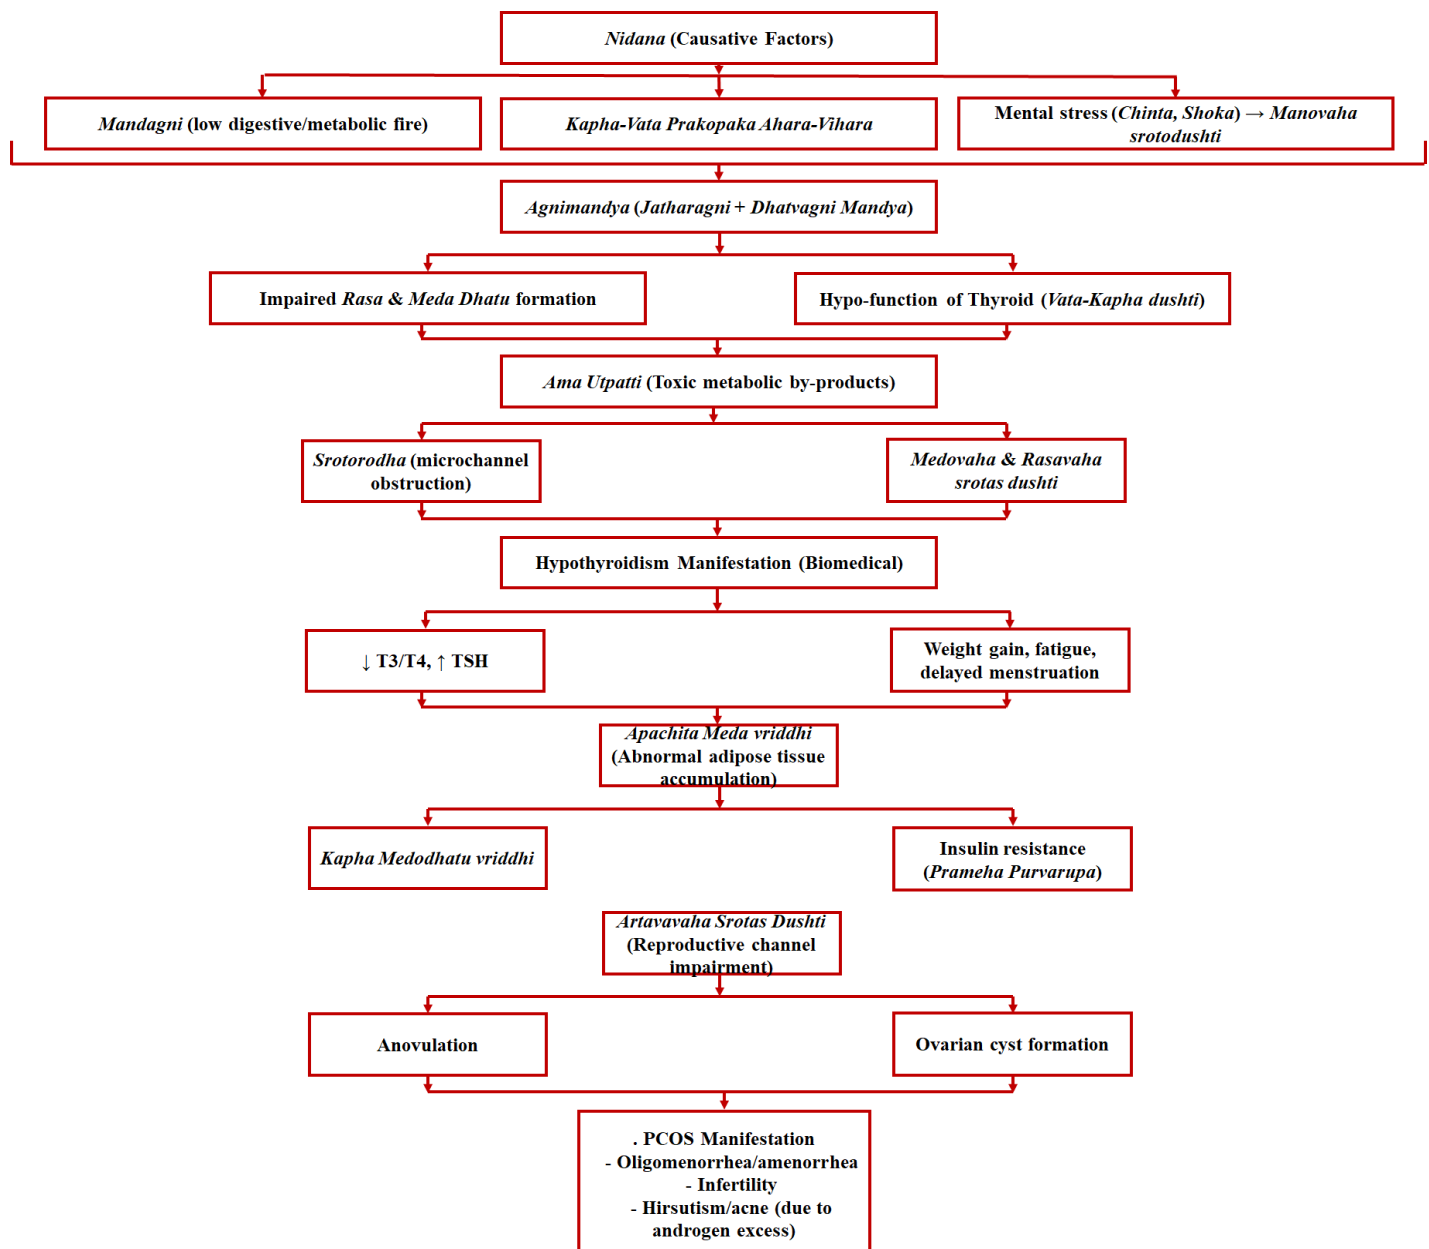 Nidana (Causative Factors)
Mandagni (low digestive/metabolic fire)
Kapha-Vata Prakopaka Ahara-Vihara
Mental stress (Chinta, Shoka) → Manovaha
srotodushti
Agnimandya (Jatharagni + Dhatvagni Mandya)
Impaired Rasa & Meda Dhatu formation
Hypo-function of Thyroid (Vata-Kapha dushti)
Ama Utpatti (Toxic metabolic by-products)
Srotorodha (microchannel
obstruction)
Medovaha & Rasavaha
srotas dushti
Hypothyroidism Manifestation (Biomedical)
↓ T3/T4, ↑ TSH
Weight gain, fatigue,
delayed menstruation
Apachita Meda vriddhi
(Abnormal adipose tissue
accumulation)
Kapha Medodhatu vriddhi
Insulin resistance
(Prameha Purvarupa)
Artavavaha Srotas Dushti
(Reproductive channel
impairment)
Anovulation
Ovarian cyst formation
. PCOS Manifestation
- Oligomenorrhea/amenorrhea
- Infertility
- Hirsutism/acne (due to
androgen excess)